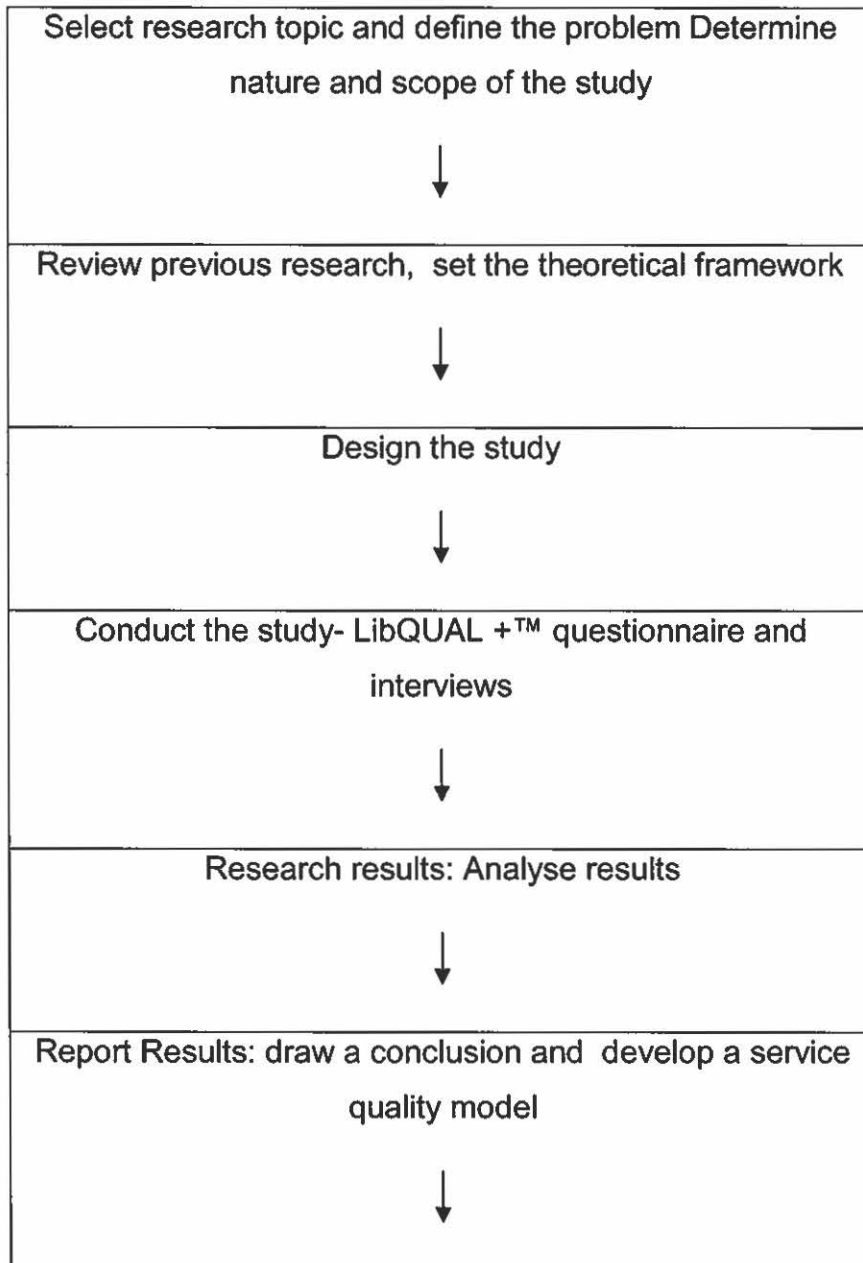 Select research topic and define the problem Determine
nature and scope of the study
Review previous research, set the theoretical framework
Design the study
Conduct the study- LibQUAL +™ questionnaire and
interviews
Research results: Analyse results
Report Results: draw a conclusion and develop a service
quality model